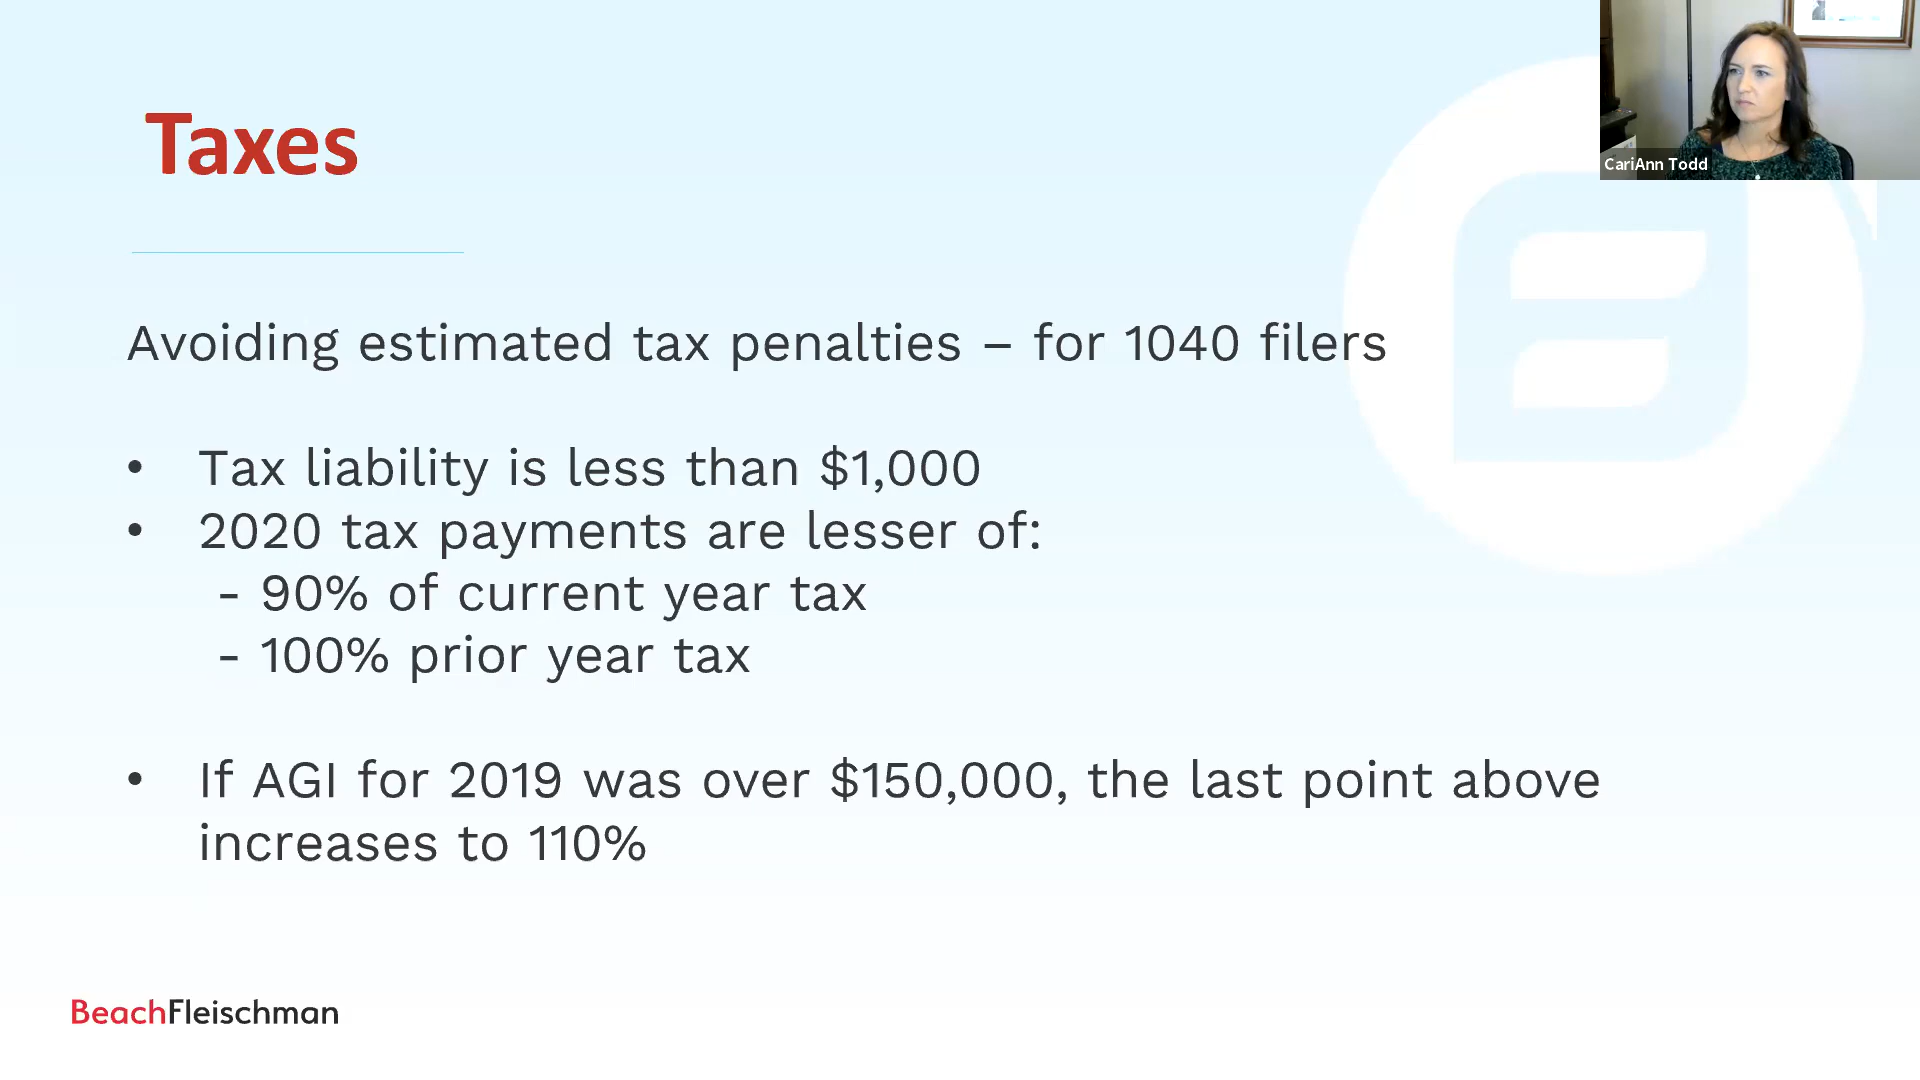 Taxes
CariAnn Todd
Avoiding estimated tax penalties – for 1040 filers
• Tax liability is less than $1,000
• 2020 tax payments are lesser of:
- 90% of current year tax
- 100% prior year tax
• If AGI for 2019 was over $150,000, the last point above
increases to 110%
BeachFleischman